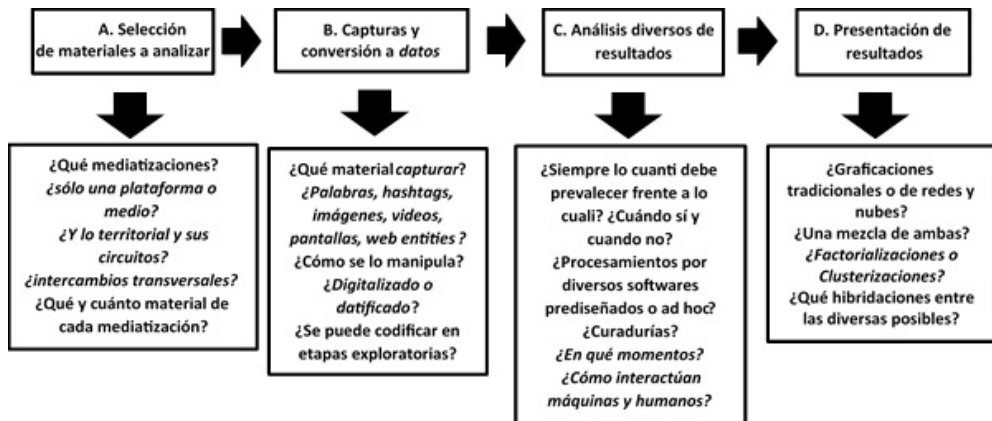 A. Selección
de materiales a analizar
B. Capturas y
conversión a datos
C. Análisis diversos de
resultados
D. Presentación de
resultados
¿Qué mediatizaciones?
¿sólo una plataforma o
medio?
¿Y lo territorial y sus
circuitos?
¿intercambios transversales?
¿Qué y cuánto material de
cada mediatización?
¿Qué material capturar?
¿Palabras, hashtags,
imágenes, videos,
pantallas, web entities ?
¿Cómo se lo manipula?
¿Digitalizado o
datificado?
¿Se puede codificar en
etapas exploratorias?
¿Siempre lo cuanti debe
prevalecer frente a lo
cuali? ¿Cuándo sí y
cuando no?
¿Procesamientos por
diversos softwares
prediseñados o ad hoc?
¿Curadurías?
¿En qué momentos?
¿Cómo interactúan
máquinas y humanos?
¿Graficaciones
tradicionales o de redes y
nubes?
¿Una mezcla de ambas?
¿Factorializaciones o
Clusterizaciones?
¿Qué hibridaciones entre
las diversas posibles?